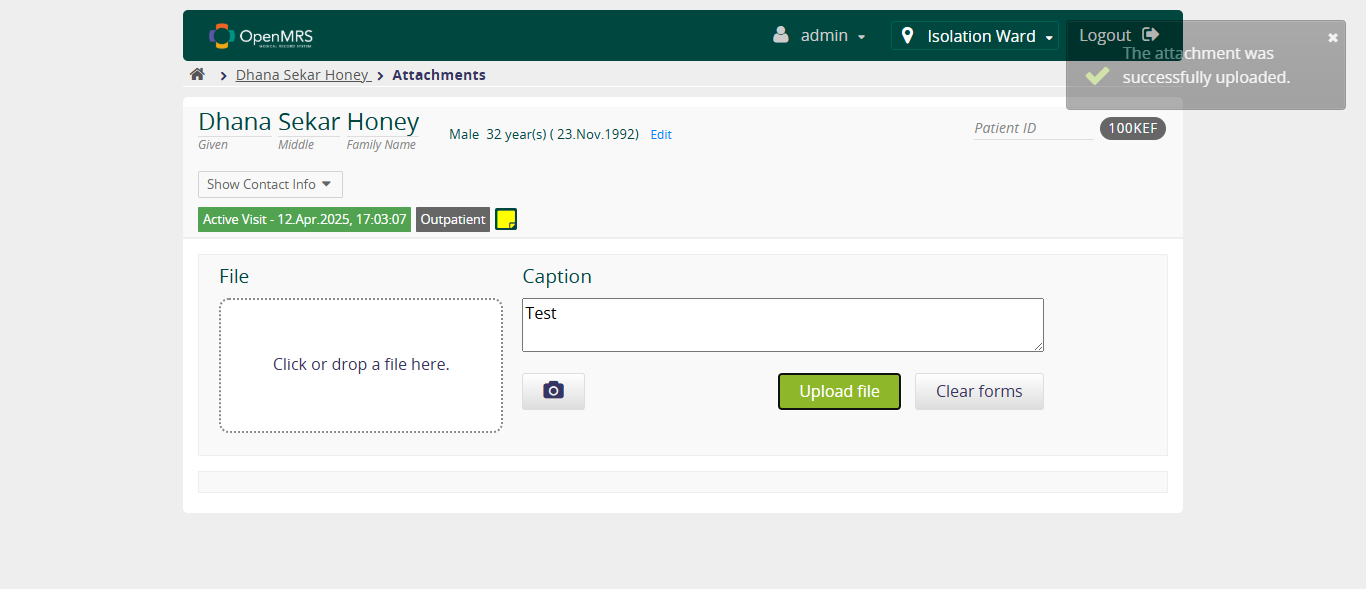 OpenMRS
MEDICAL RECORD SYSTEM
admin
Isolation Ward
Logout
The attachment was
successfully uploaded.
Dhana Sekar Honey > Attachments
Dhana Sekar Honey
Given Middle Family Name
Male 32 year(s) ( 23.Nov.1992) Edit
Patient ID 100KEF
Show Contact Info
Active Visit - 12.Apr.2025, 17:03:07 Outpatient
File
Caption
Test
Click or drop a file here.
Upload file
Clear forms